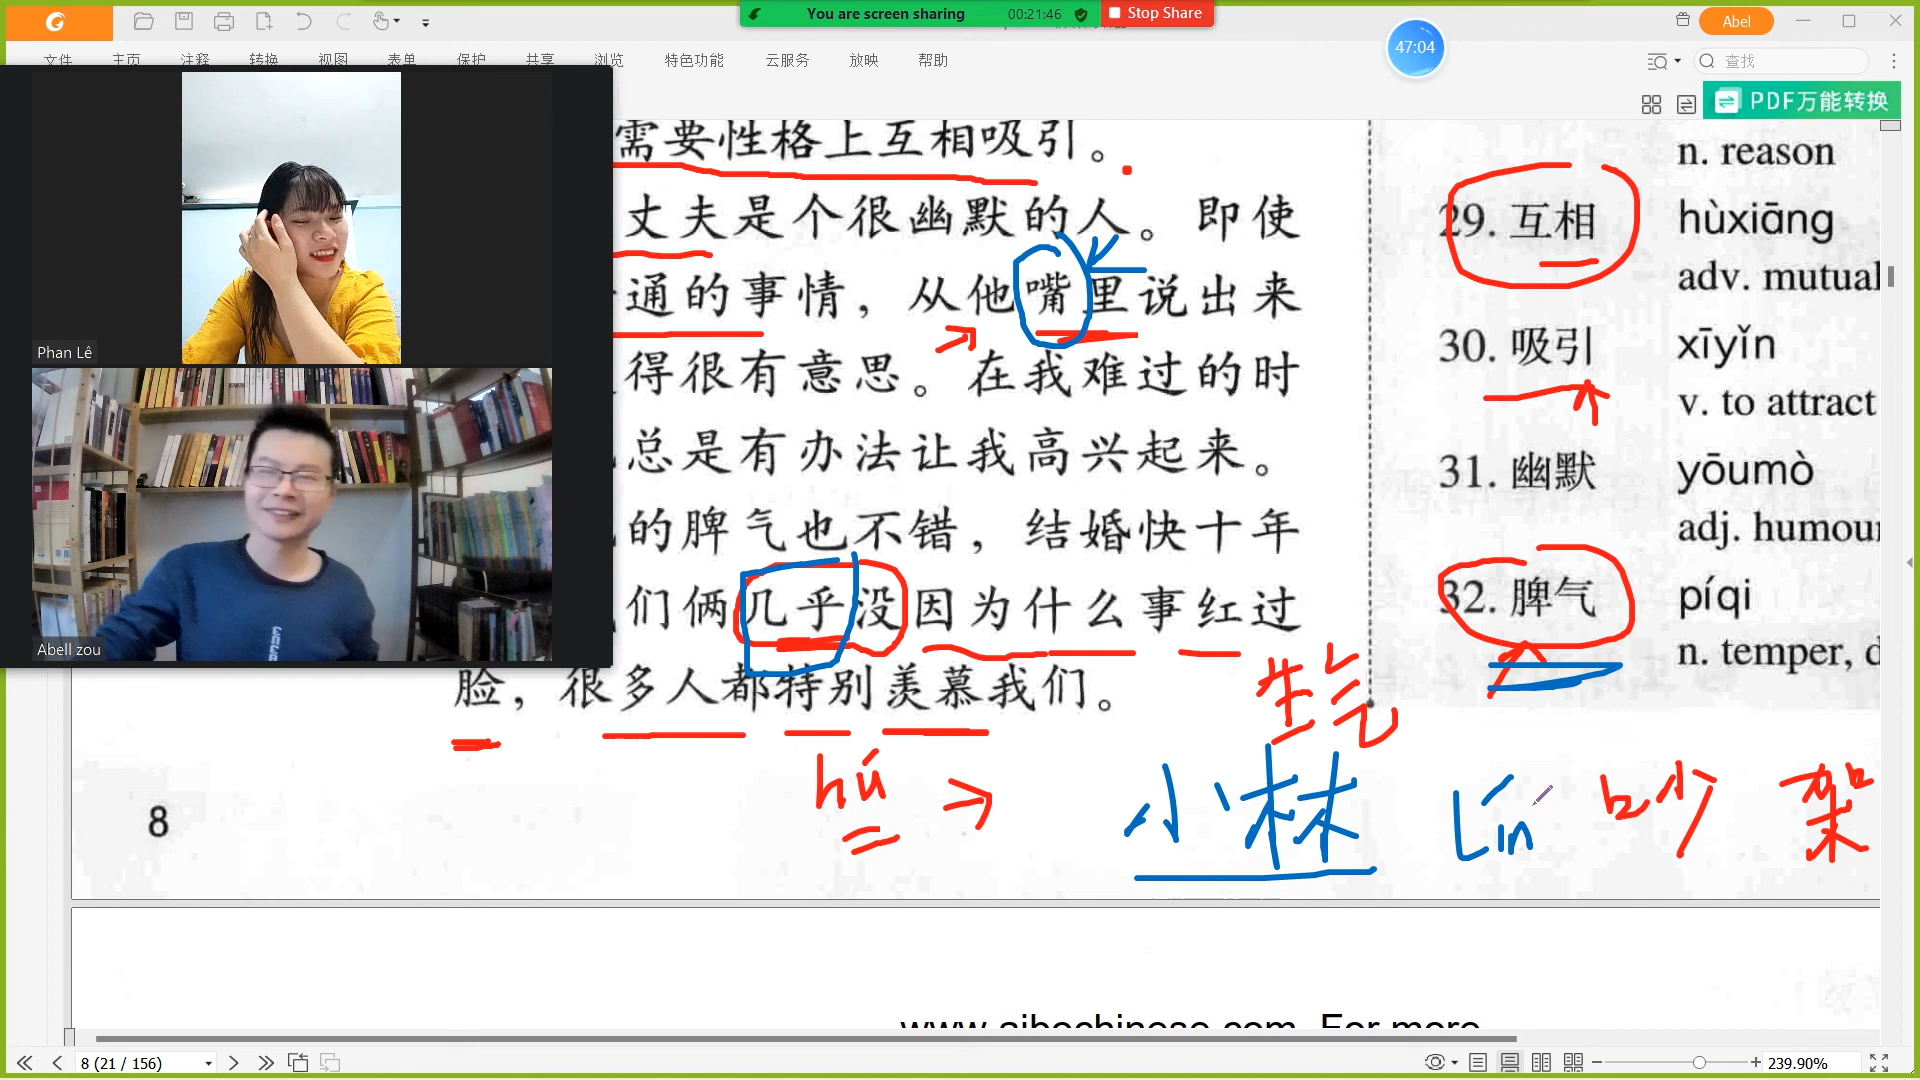 You are screen sharing 00:21:46 Stop Share
Abel
文件 主页 注释 转换 视图 表单 保护 共享 浏览 特色功能 云服务 放映 帮助
47:04
查找
PDF万能转换
需要性格上互相吸引。
丈夫是个很幽默的人。即使
通的事情，从他嘴里说出来
得很有意思。在我难过的时
总是有办法让我高兴起来。
的脾气也不错，结婚快十年
们俩几乎没因为什么事红过
脸，很多人都特别羡慕我们。
n. reason
29. 互相 hùxiāng
adv. mutual
30. 吸引 xīyǐn
v. to attract
31. 幽默 yōumò
adj. humou
32. 脾气 píqi
n. temper, d
生气
hú
小林 Lín 吵架
Phan Lê
Abell zou
8
www.aibochinese.com. For more
8 (21 / 156)
239.90%